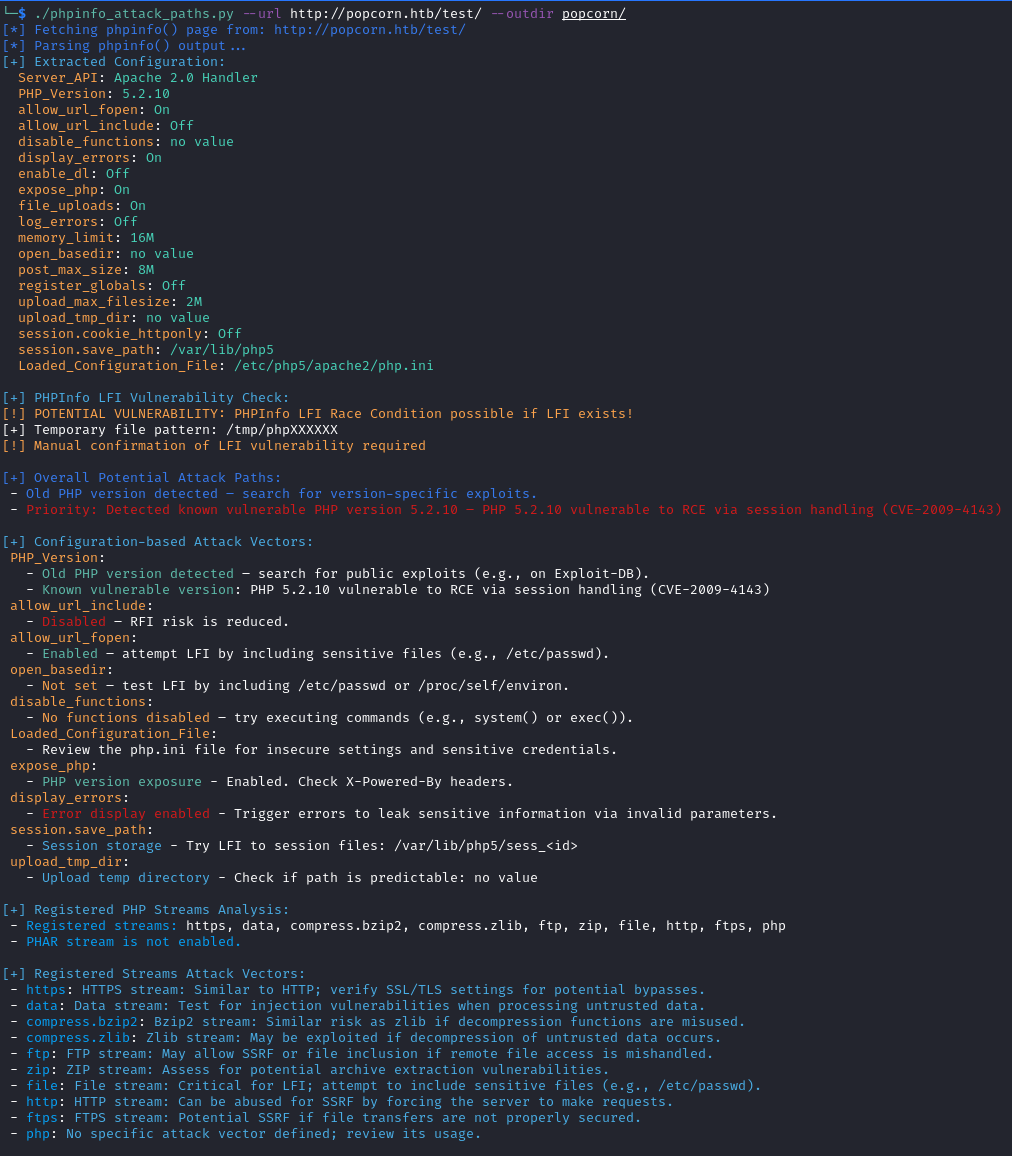 └─$ ./phpinfo_attack_paths.py --url http://popcorn.htb/test/ --outdir popcorn/
[*] Fetching phpinfo() page from: http://popcorn.htb/test/
[*] Parsing phpinfo() output...
[+] Extracted Configuration:
Server_API: Apache 2.0 Handler
PHP_Version: 5.2.10
allow_url_fopen: On
allow_url_include: Off
disable_functions: no value
display_errors: On
enable_dl: Off
expose_php: On
file_uploads: On
log_errors: Off
memory_limit: 16M
open_basedir: no value
post_max_size: 8M
register_globals: Off
upload_max_filesize: 2M
upload_tmp_dir: no value
session.cookie_httponly: Off
session.save_path: /var/lib/php5
Loaded_Configuration_File: /etc/php5/apache2/php.ini
[+] PHPInfo LFI Vulnerability Check:
[!] POTENTIAL VULNERABILITY: PHPInfo LFI Race Condition possible if LFI exists!
[+] Temporary file pattern: /tmp/phpXXXXXX
[!] Manual confirmation of LFI vulnerability required
[+] Overall Potential Attack Paths:
- Old PHP version detected — search for version-specific exploits.
- Priority: Detected known vulnerable PHP version 5.2.10 — PHP 5.2.10 vulnerable to RCE via session handling (CVE-2009-4143)
[+] Configuration-based Attack Vectors:
PHP_Version:
- Old PHP version detected — search for public exploits (e.g., on Exploit-DB).
- Known vulnerable version: PHP 5.2.10 vulnerable to RCE via session handling (CVE-2009-4143)
allow_url_include:
- Disabled — RFI risk is reduced.
allow_url_fopen:
- Enabled — attempt LFI by including sensitive files (e.g., /etc/passwd).
open_basedir:
- Not set — test LFI by including /etc/passwd or /proc/self/environ.
disable_functions:
- No functions disabled — try executing commands (e.g., system() or exec()).
Loaded_Configuration_File:
- Review the php.ini file for insecure settings and sensitive credentials.
expose_php:
- PHP version exposure - Enabled. Check X-Powered-By headers.
display_errors:
- Error display enabled - Trigger errors to leak sensitive information via invalid parameters.
session.save_path:
- Session storage - Try LFI to session files: /var/lib/php5/sess_<id>
upload_tmp_dir:
- Upload temp directory - Check if path is predictable: no value
[+] Registered PHP Streams Analysis:
- Registered streams: https, data, compress.bzip2, compress.zlib, ftp, zip, file, http, ftps, php
- PHAR stream is not enabled.
[+] Registered Streams Attack Vectors:
- https: HTTPS stream: Similar to HTTP; verify SSL/TLS settings for potential bypasses.
- data: Data stream: Test for injection vulnerabilities when processing untrusted data.
- compress.bzip2: Bzip2 stream: Similar risk as zlib if decompression functions are misused.
- compress.zlib: Zlib stream: May be exploited if decompression of untrusted data occurs.
- ftp: FTP stream: May allow SSRF or file inclusion if remote file access is mishandled.
- zip: ZIP stream: Assess for potential archive extraction vulnerabilities.
- file: File stream: Critical for LFI; attempt to include sensitive files (e.g., /etc/passwd).
- http: HTTP stream: Can be abused for SSRF by forcing the server to make requests.
- ftps: FTPS stream: Potential SSRF if file transfers are not properly secured.
- php: No specific attack vector defined; review its usage.